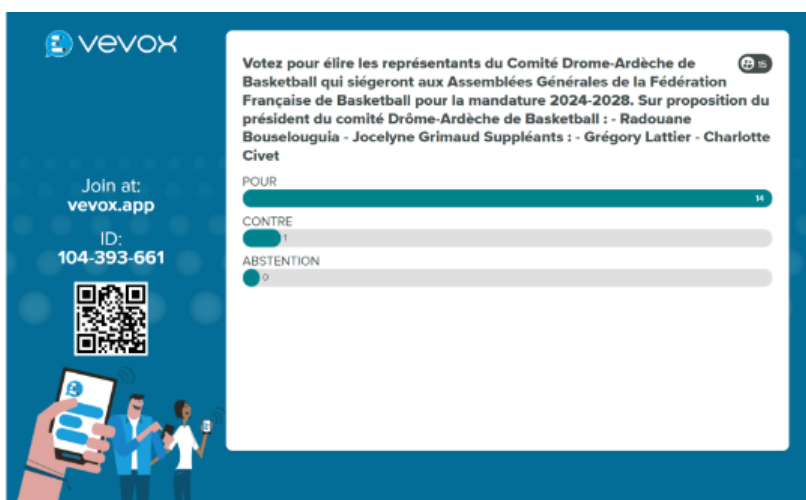 vevox
Join at:
vevox.app
ID:
104-393-661
Votez pour élire les représentants du Comité Drome-Ardèche de
15
Basketball qui siégeront aux Assemblées Générales de la Fédération
Française de Basketball pour la mandature 2024-2028. Sur proposition du
président du comité Drôme-Ardèche de Basketball : - Radouane
Bouselouguia - Jocelyne Grimaud Suppléants : - Grégory Lattier - Charlotte
Civet
POUR
14
CONTRE
1
ABSTENTION
0